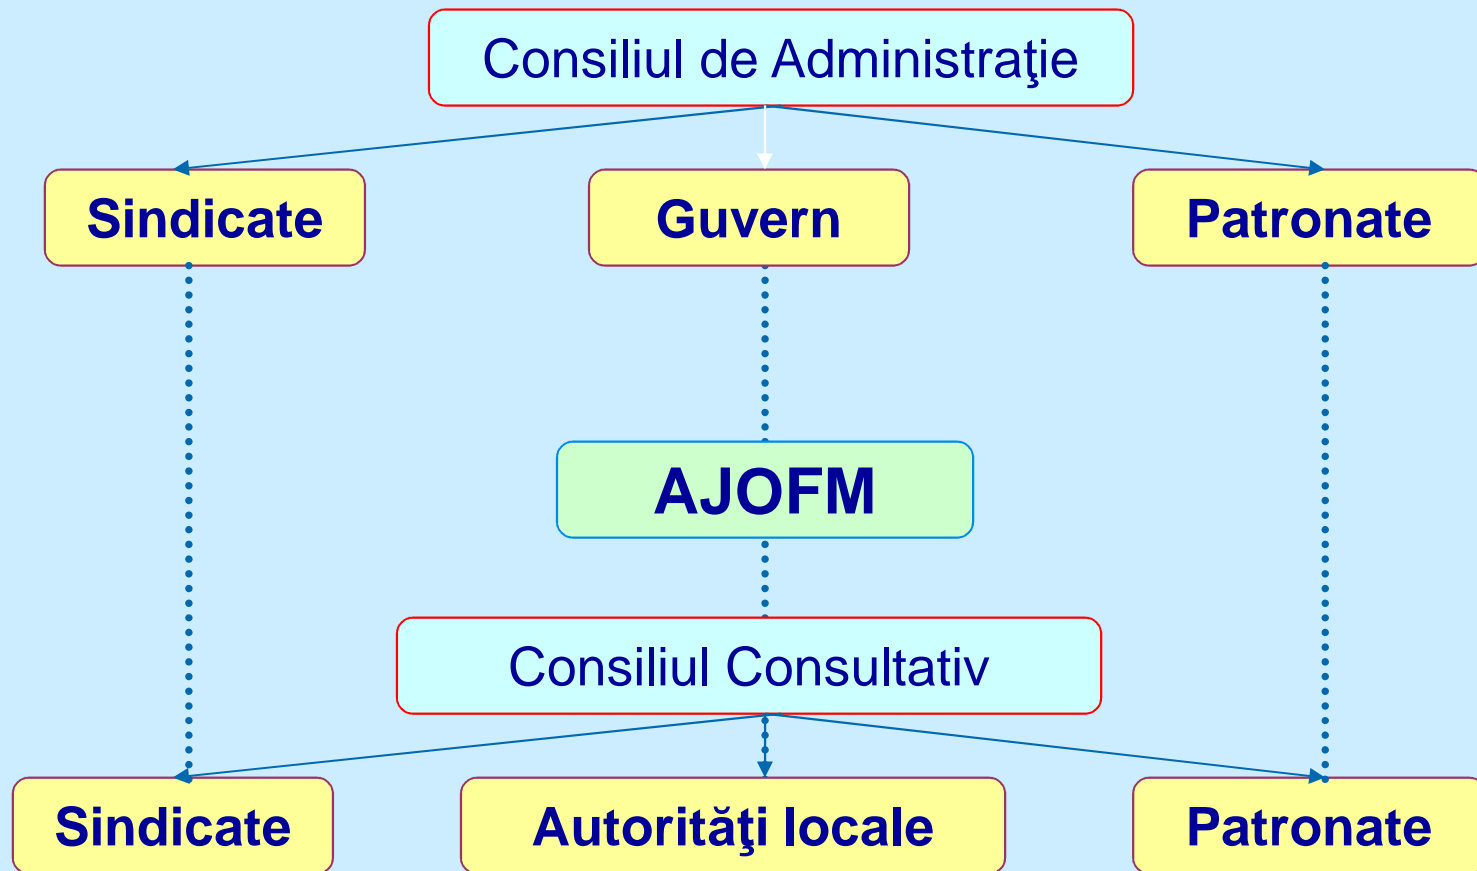 Consiliul de Administraţie
Sindicate
Guvern
Patronate
AJOFM
Consiliul Consultativ
Sindicate
Autorităţi locale
Patronate